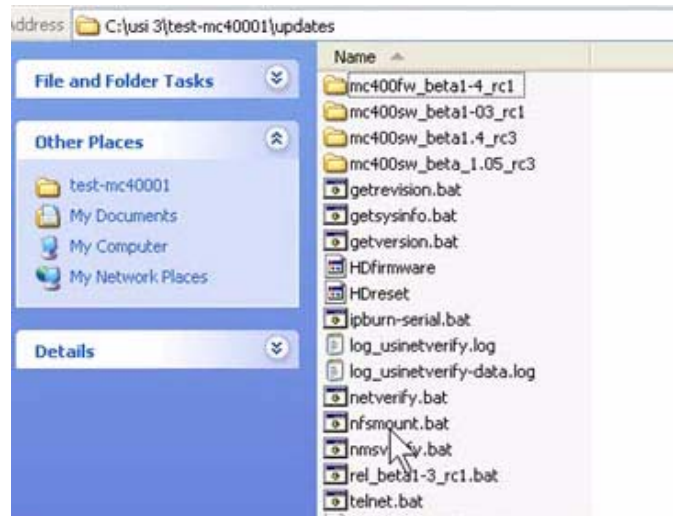 ddress C:\usi 3\test-mc40001\updates
File and Folder Tasks
Other Places
test-mc40001
My Documents
My Computer
My Network Places
Details
Name
mc400fw_beta1-4_rc1
mc400sw_beta1-03_rc1
mc400sw_beta1.4_rc3
mc400sw_beta_1.05_rc3
getrevision.bat
getsysinfo.bat
getversion.bat
HDfirmware
HDreset
ipburn-serial.bat
log_usinetverify.log
log_usinetverify-data.log
netverify.bat
nfsmount.bat
rel_beta1-3_rc1.bat
telnet.bat